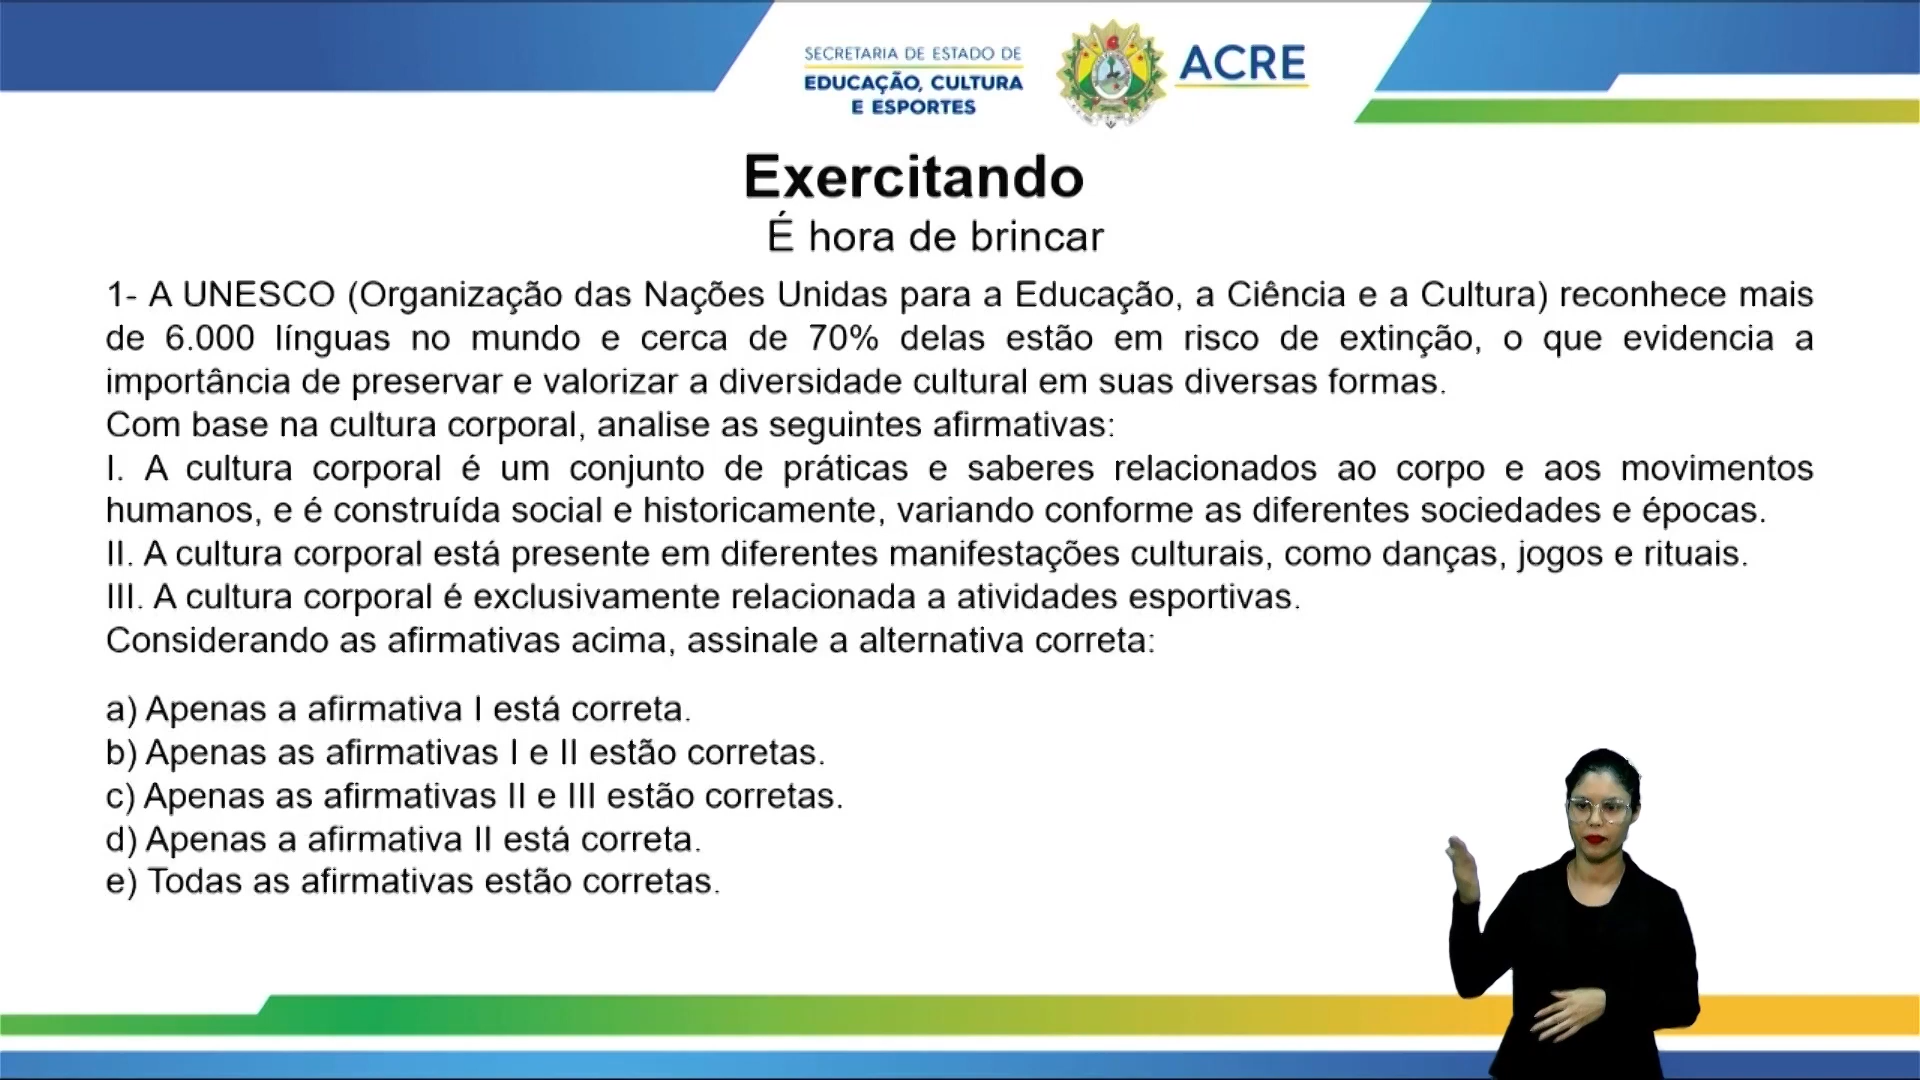 SECRETARIA DE ESTADO DE
EDUCAÇÃO, CULTURA
E ESPORTES
ACRE
Exercitando
É hora de brincar
1- A UNESCO (Organização das Nações Unidas para a Educação, a Ciência e a Cultura) reconhece mais
de 6.000 línguas no mundo e cerca de 70% delas estão em risco de extinção, o que evidencia a
importância de preservar e valorizar a diversidade cultural em suas diversas formas.
Com base na cultura corporal, analise as seguintes afirmativas:
I. A cultura corporal é um conjunto de práticas e saberes relacionados ao corpo e aos movimentos
humanos, e é construída social e historicamente, variando conforme as diferentes sociedades e épocas.
II. A cultura corporal está presente em diferentes manifestações culturais, como danças, jogos e rituais.
III. A cultura corporal é exclusivamente relacionada a atividades esportivas.
Considerando as afirmativas acima, assinale a alternativa correta:
a) Apenas a afirmativa I está correta.
b) Apenas as afirmativas I e II estão corretas.
c) Apenas as afirmativas II e III estão corretas.
d) Apenas a afirmativa II está correta.
e) Todas as afirmativas estão corretas.